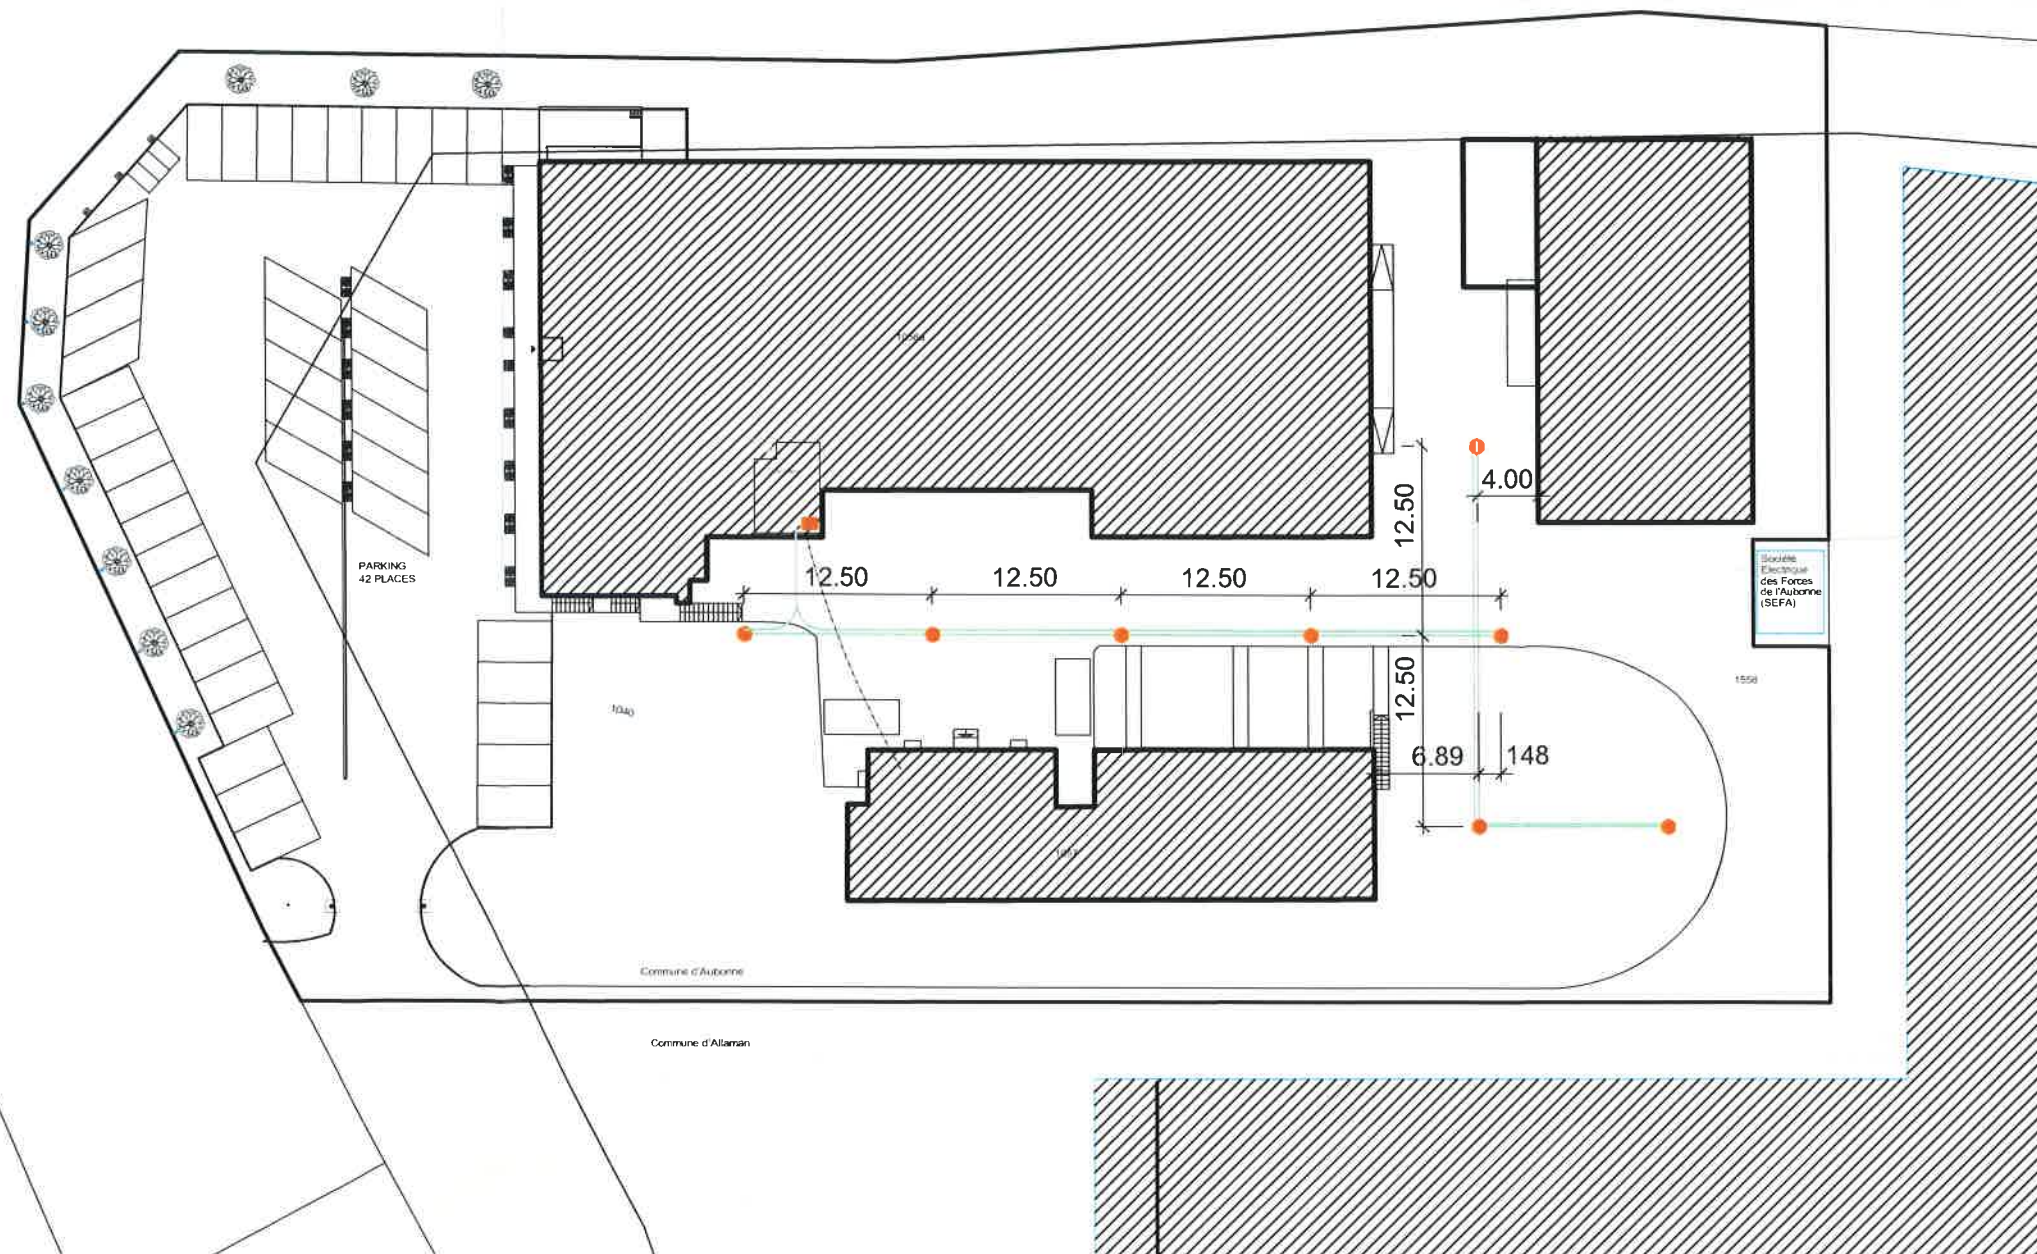 4.00
12.50
12.50 12.50 12.50 12.50
Société
Electrique
des Forces
de l'Aubonne
(SEFA)
PARKING
42 PLACES
12.50
1558
1040
6.89 148
Commune d'Aubonne
Commune d'Allaman